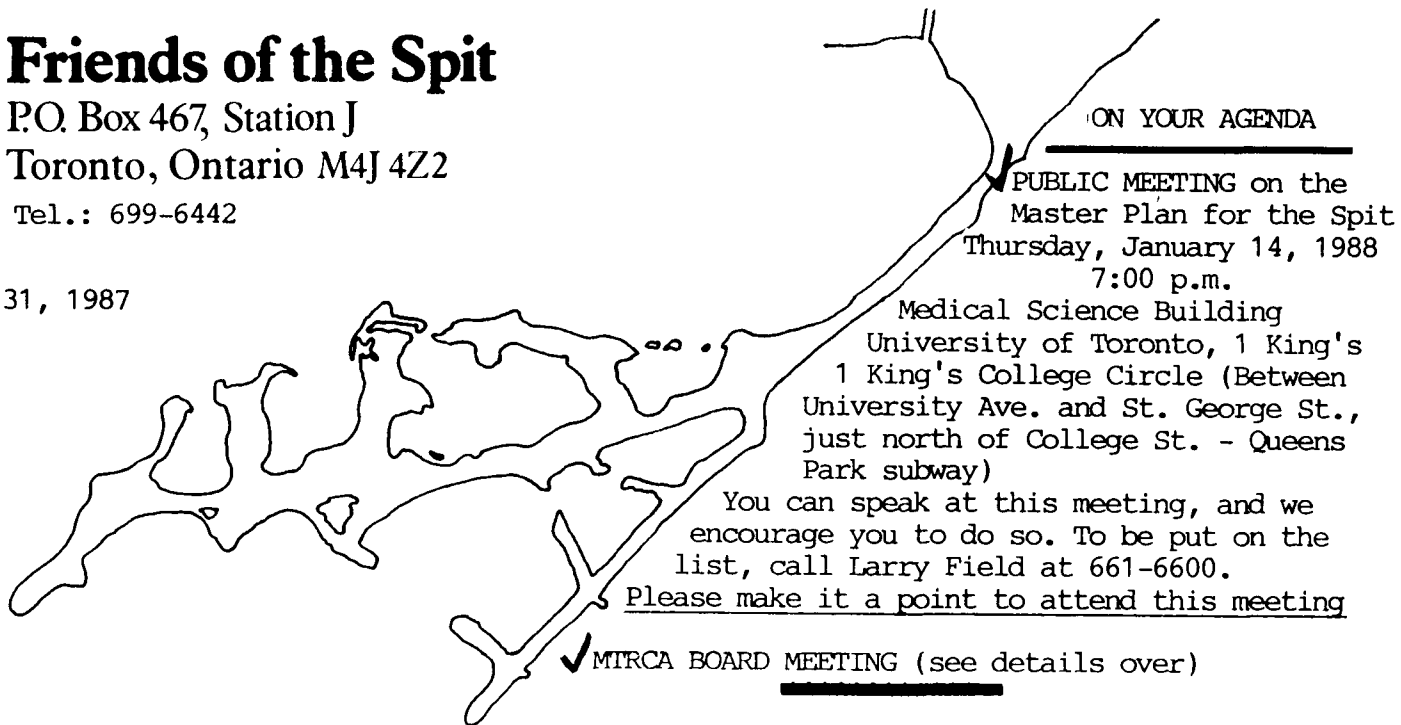 Friends of the Spit
P.O. Box 467, Station J
Toronto, Ontario M4J 4Z2
Tel.: 699-6442
31, 1987
ON YOUR AGENDA
PUBLIC MEETING on the
Master Plan for the Spit
Thursday, January 14, 1988
7:00 p.m.
Medical Science Building
University of Toronto, 1 King's
1 King's College Circle (Between
University Ave. and St. George St.,
just north of College St. - Queens
Park subway)
You can speak at this meeting, and we
encourage you to do so. To be put on the
list, call Larry Field at 661-6600.
Please make it a point to attend this meeting
MTRCA BOARD MEETING (see details over)